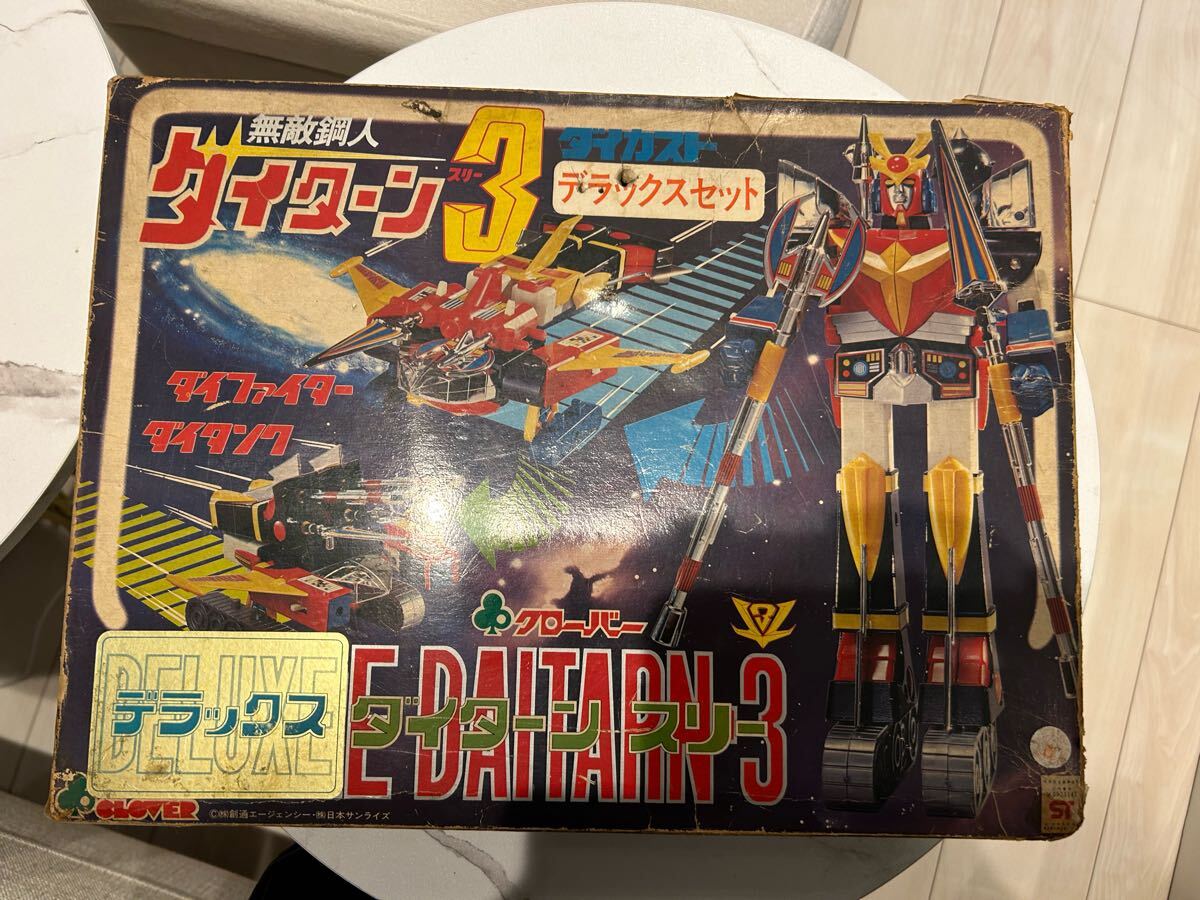 無敵鋼人
ダイターン
スリー
3
ダイカスト
デラックスセット
ダイファイター
ダイタンク
クローバー
DELUXE DAITARN 3
デラックス ダイターン スリー
CLOVER
©㈱創通エージェンシー・㈱日本サンライズ
ST